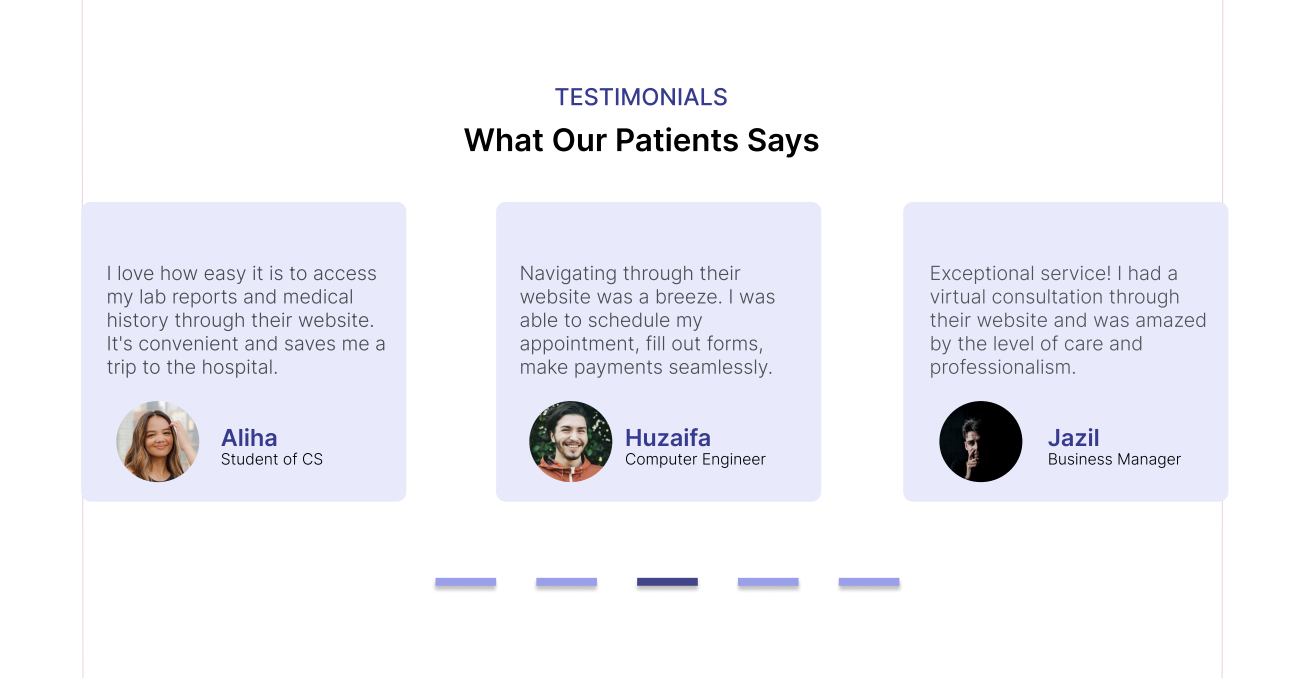 TESTIMONIALS
What Our Patients Says
I love how easy it is to access
my lab reports and medical
history through their website.
It's convenient and saves me a
trip to the hospital.
Aliha
Student of CS
Navigating through their
website was a breeze. I was
able to schedule my
appointment, fill out forms,
make payments seamlessly.
Huzaifa
Computer Engineer
Exceptional service! I had a
virtual consultation through
their website and was amazed
by the level of care and
professionalism.
Jazil
Business Manager